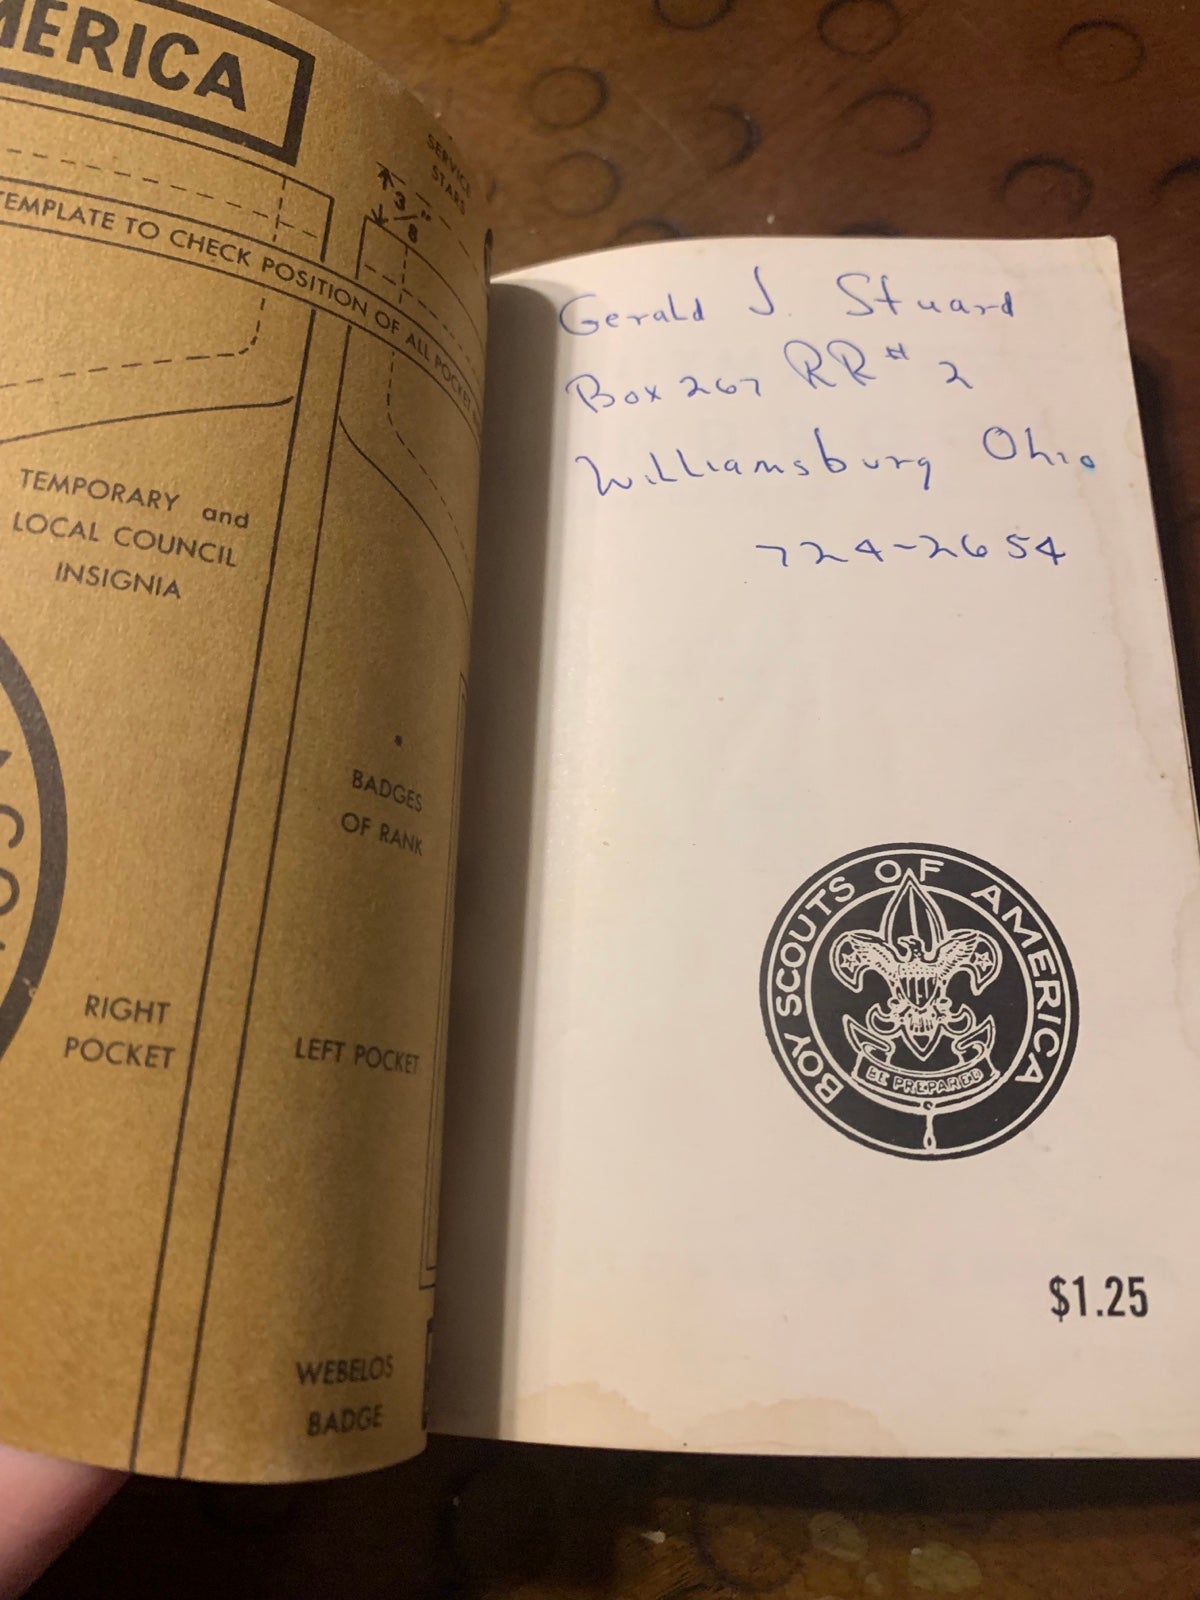 MERICA
SERVICE
STARS
3/8"
TEMPLATE TO CHECK POSITION OF ALL POCKET
TEMPORARY and
LOCAL COUNCIL
INSIGNIA
BADGES
OF RANK
RIGHT
POCKET
LEFT POCKET
WEBELOS
BADGE
Gerald J. Stuard
Box 267 RR# 2
Williamsburg Ohio
724-2654
BOY SCOUTS OF AMERICA
BE PREPARED
$1.25